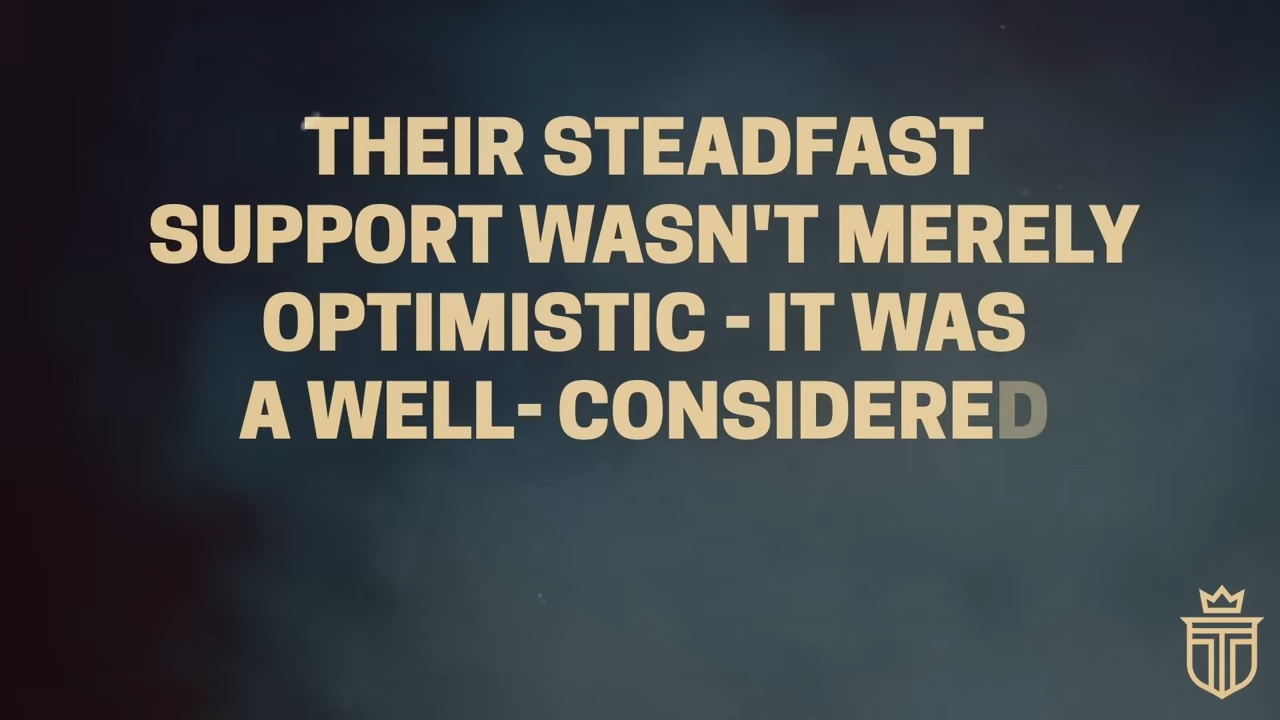 THEIR STEADFAST
SUPPORT WASN'T MERELY
OPTIMISTIC - IT WAS
A WELL- CONSIDERED